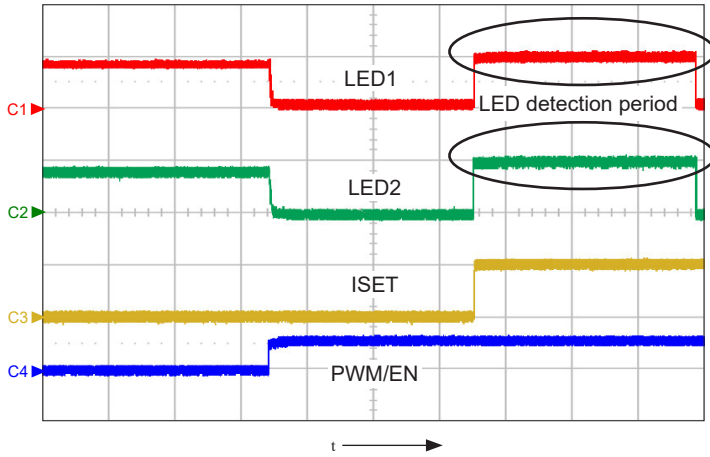 LED1
C1
LED detection period
LED2
C2
ISET
C3
C4
PWM/EN
t